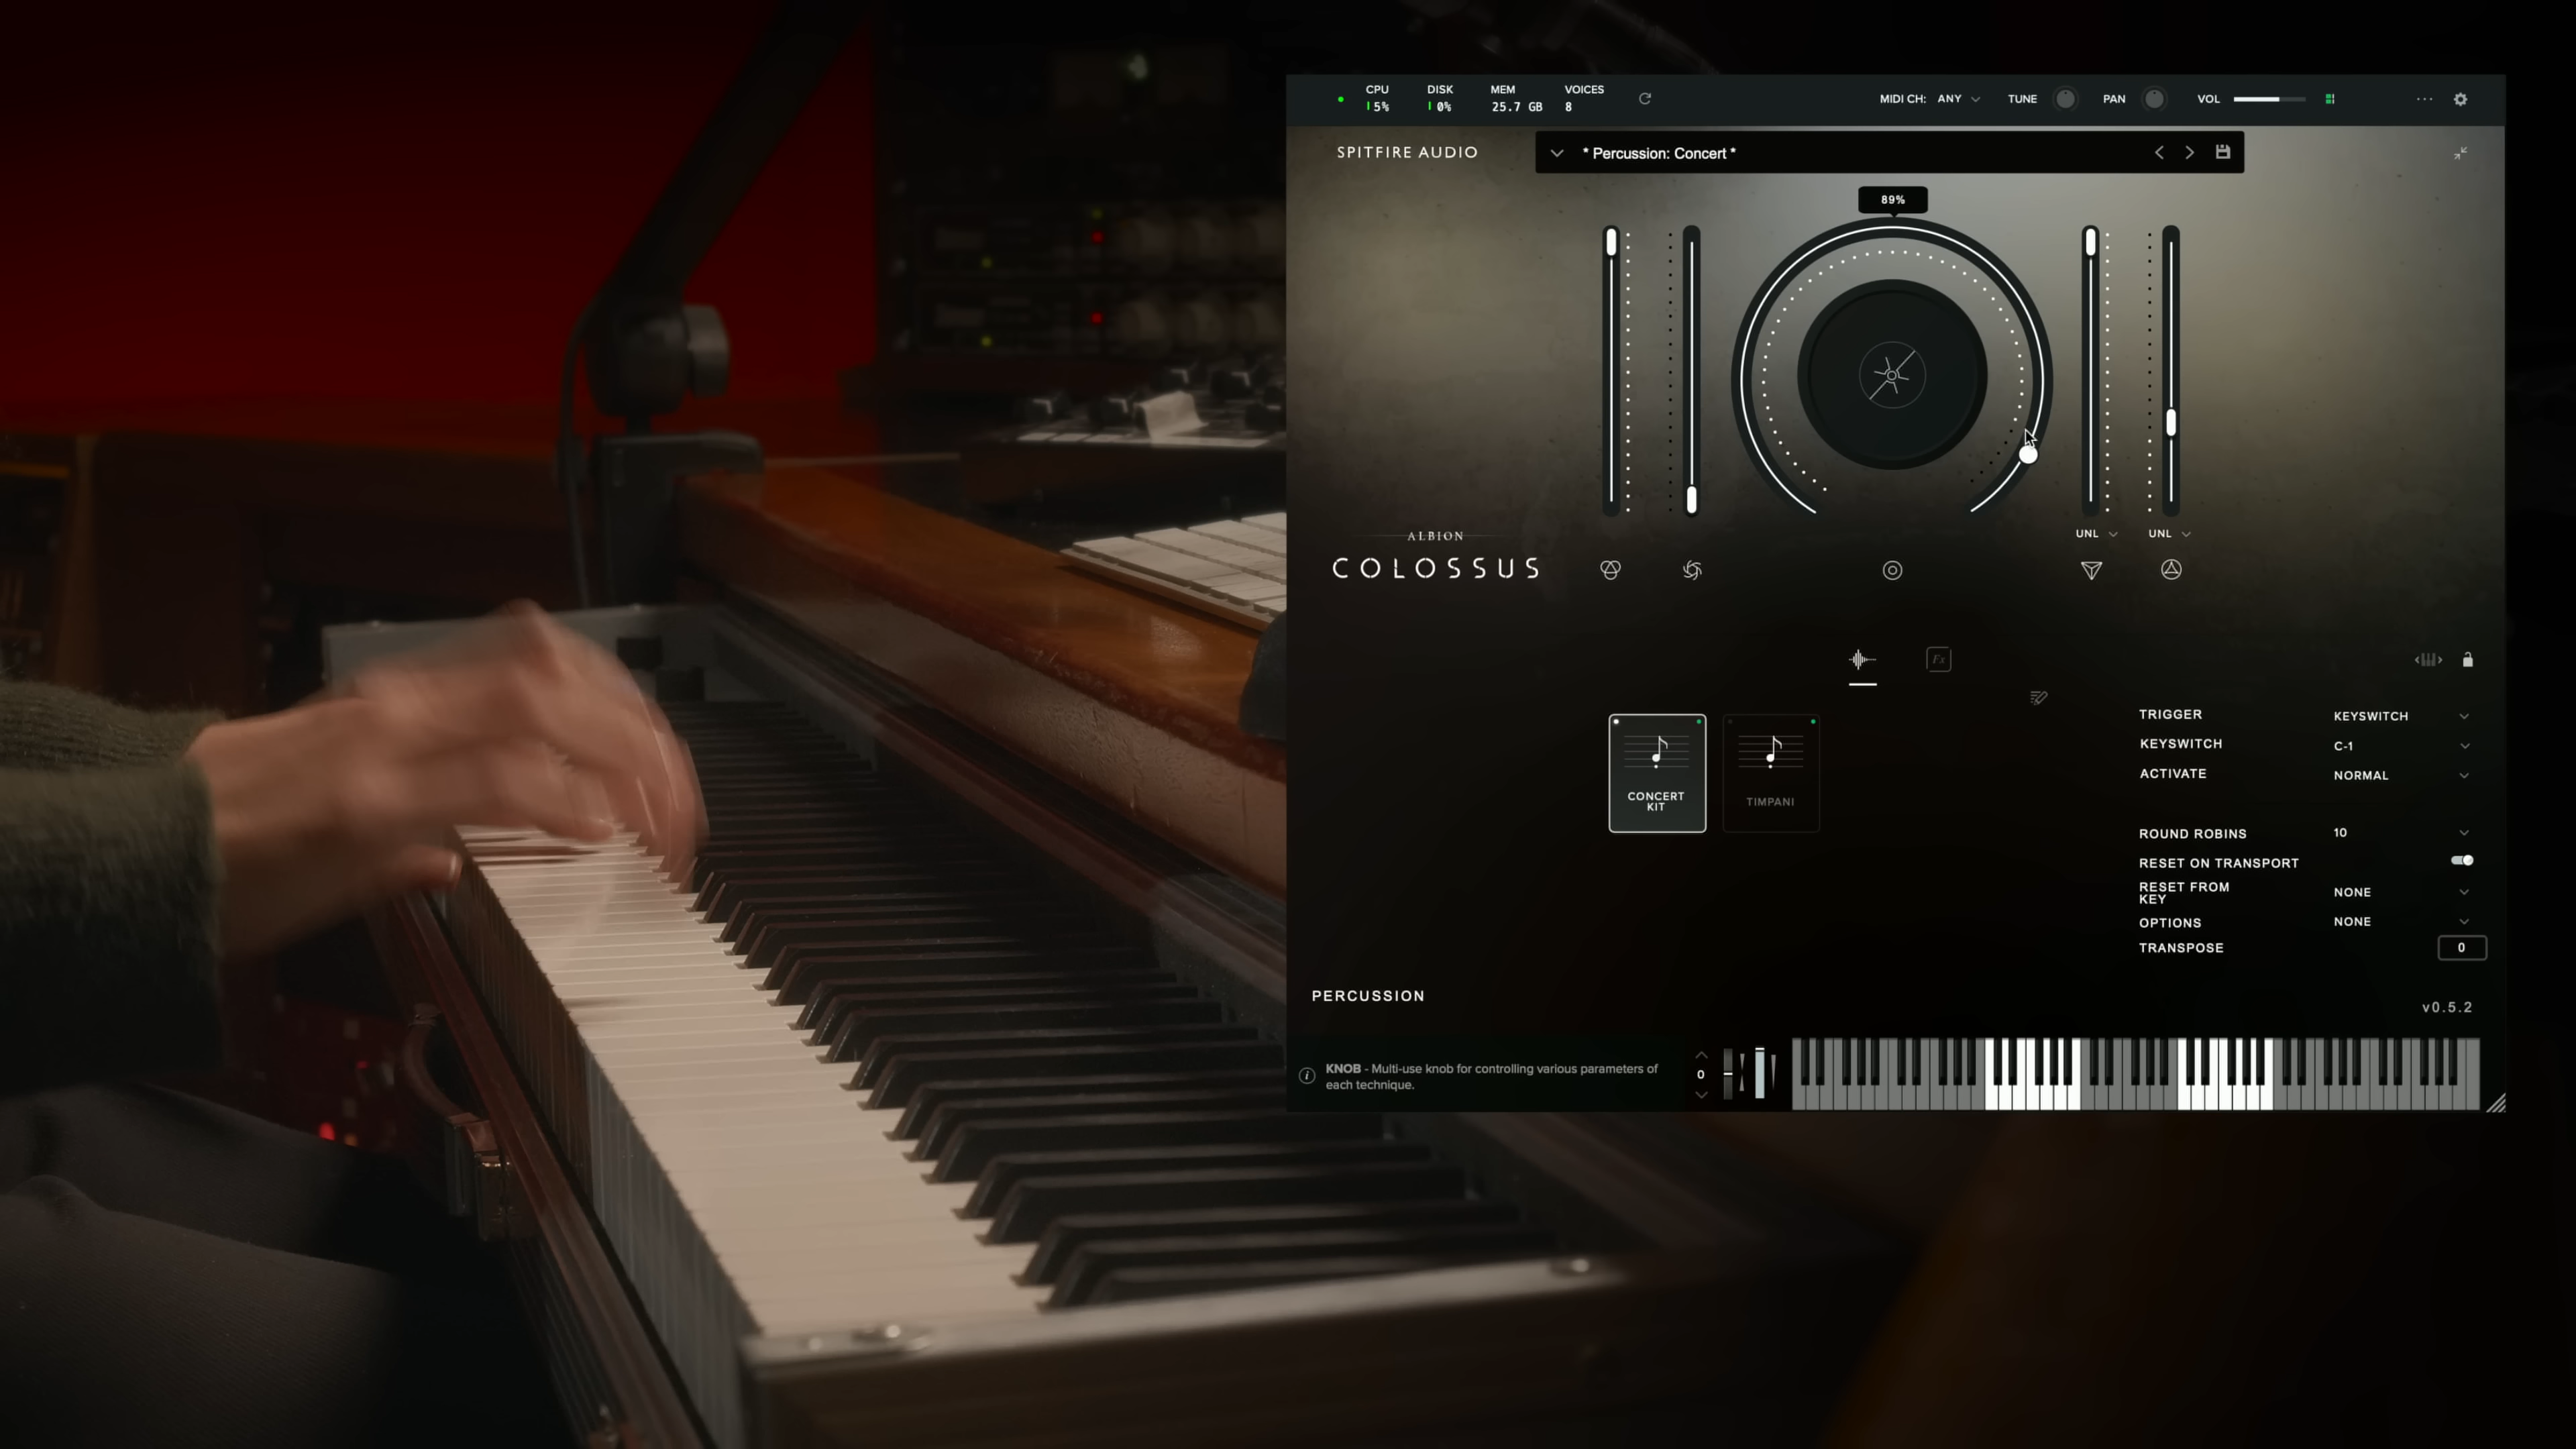 CPU DISK MEM VOICES
5% 0% 25.7 GB 8
MIDI CH: ANY TUNE PAN VOL
SPITFIRE AUDIO
* Percussion: Concert *
89%
UNL UNL
ALBION
COLOSSUS
Fx
CONCERT
KIT
TIMPANI
TRIGGER KEYSWITCH
KEYSWITCH C-1
ACTIVATE NORMAL
ROUND ROBINS 10
RESET ON TRANSPORT
RESET FROM
KEY
NONE
OPTIONS NONE
TRANSPOSE 0
PERCUSSION
v0.5.2
KNOB - Multi-use knob for controlling various parameters of
each technique.
0